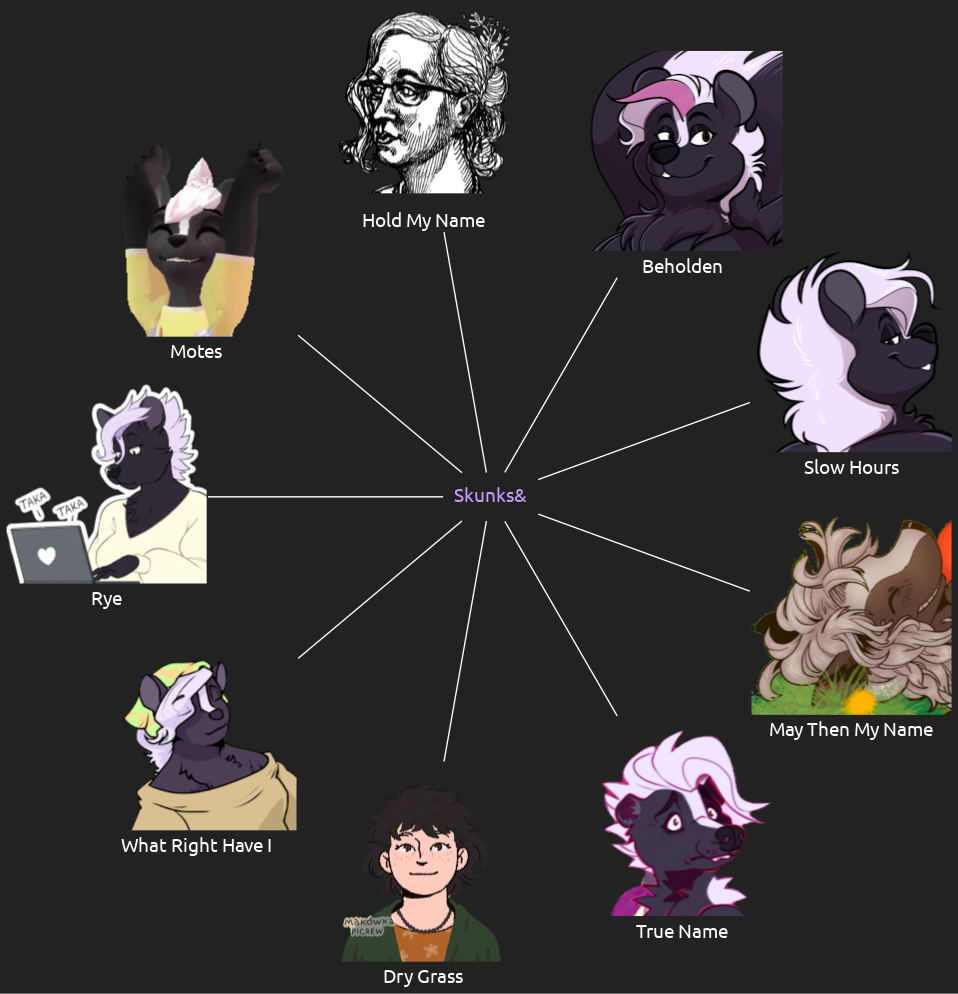 Hold My Name
Beholden
Motes
Slow Hours
Skunks&
TAKA
TAKA
Rye
May Then My Name
What Right Have I
MAKOWKA
PICREW
True Name
Dry Grass